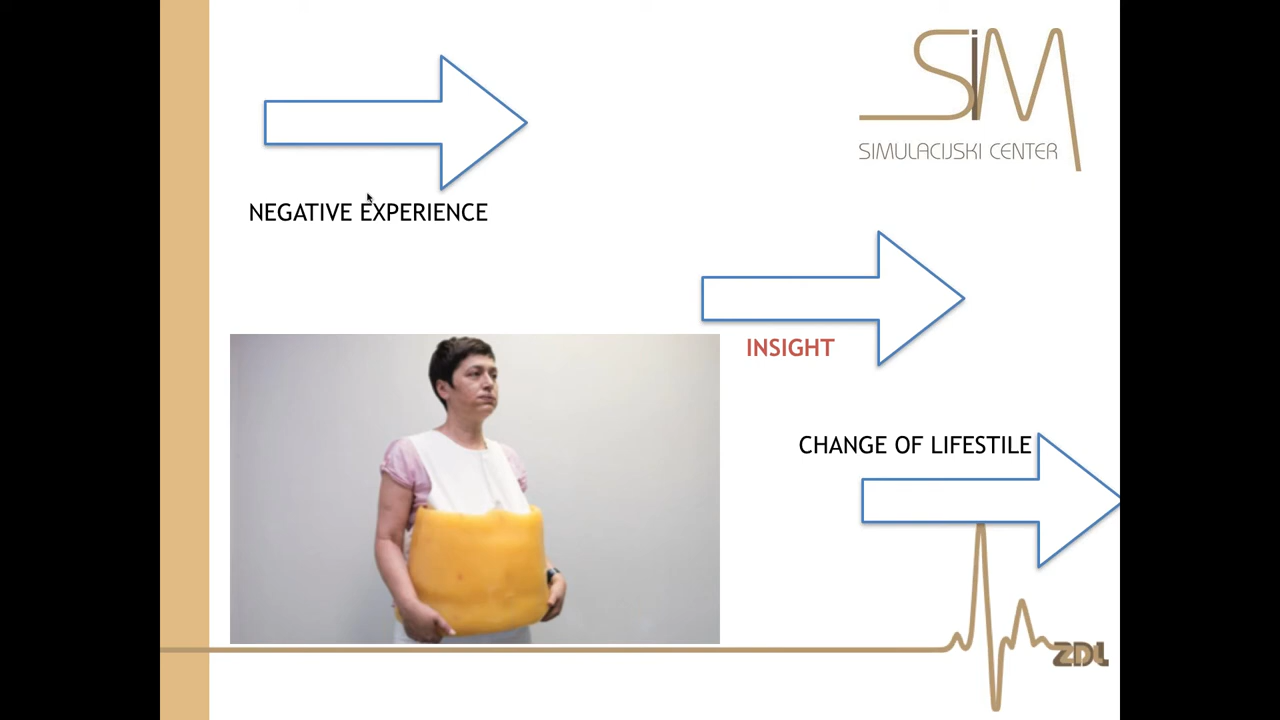 SiM
SIMULACIJSKI CENTER
NEGATIVE EXPERIENCE
INSIGHT
CHANGE OF LIFESTILE
ZDL